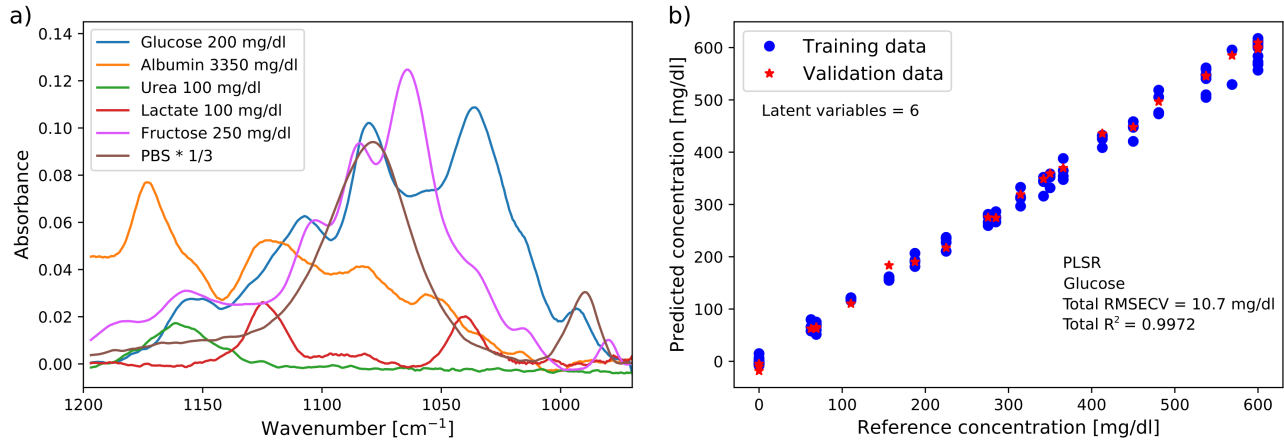 a)
0.14
0.12
0.10
0.08
0.06
0.04
0.02
0.00
Absorbance
Glucose 200 mg/dl
Albumin 3350 mg/dl
Urea 100 mg/dl
Lactate 100 mg/dl
Fructose 250 mg/dl
PBS * 1/3
1200 1150 1100 1050 1000
Wavenumber [cm⁻¹]
b)
600
500
400
300
200
100
0
Predicted concentration [mg/dl]
Training data
Validation data
Latent variables = 6
PLSR
Glucose
Total RMSECV = 10.7 mg/dl
Total R² = 0.9972
0 100 200 300 400 500 600
Reference concentration [mg/dl]